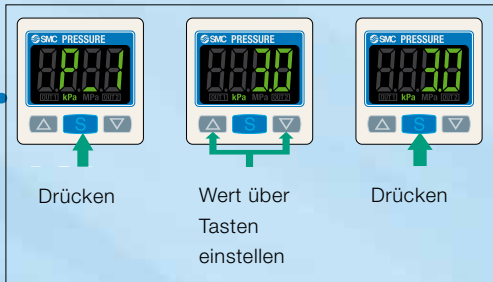 SMC PRESSURE
P_1
OUT1 kPa MPa OUT2
S
Drücken
SMC PRESSURE
3.0
OUT1 kPa MPa OUT2
S
Wert über
Tasten
einstellen
SMC PRESSURE
3.0
OUT1 kPa MPa OUT2
S
Drücken